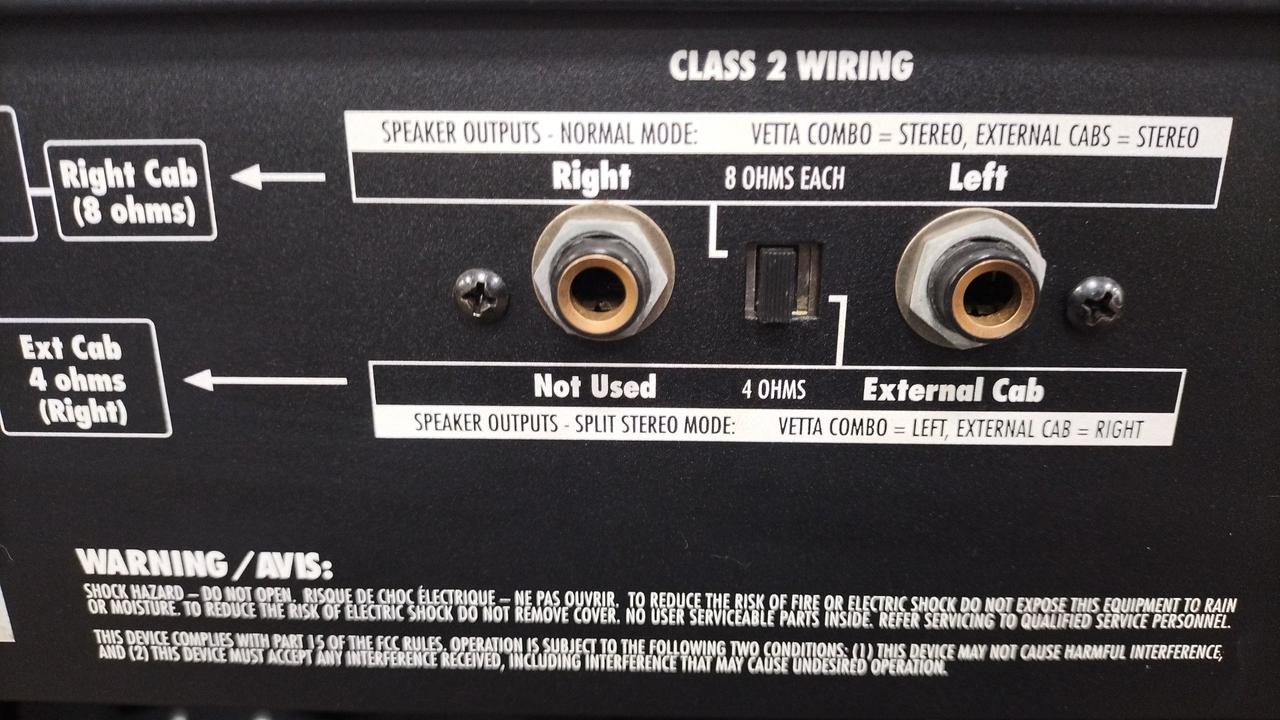 CLASS 2 WIRING
SPEAKER OUTPUTS - NORMAL MODE: VETTA COMBO = STEREO, EXTERNAL CABS = STEREO
Right 8 OHMS EACH Left
Right Cab
(8 ohms)
Ext Cab
4 ohms
(Right)
Not Used 4 OHMS External Cab
SPEAKER OUTPUTS - SPLIT STEREO MODE: VETTA COMBO = LEFT, EXTERNAL CAB = RIGHT
WARNING/AVIS:
SHOCK HAZARD – DO NOT OPEN. RISQUE DE CHOC ÉLECTRIQUE – NE PAS OUVRIR. TO REDUCE THE RISK OF FIRE OR ELECTRIC SHOCK DO NOT EXPOSE THIS EQUIPMENT TO RAIN
OR MOISTURE. TO REDUCE THE RISK OF ELECTRIC SHOCK DO NOT REMOVE COVER. NO USER SERVICEABLE PARTS INSIDE. REFER SERVICING TO QUALIFIED SERVICE PERSONNEL.
THIS DEVICE COMPLIES WITH PART 15 OF THE FCC RULES. OPERATION IS SUBJECT TO THE FOLLOWING TWO CONDITIONS: (1) THIS DEVICE MAY NOT CAUSE HARMFUL INTERFERENCE,
AND (2) THIS DEVICE MUST ACCEPT ANY INTERFERENCE RECEIVED, INCLUDING INTERFERENCE THAT MAY CAUSE UNDESIRED OPERATION.